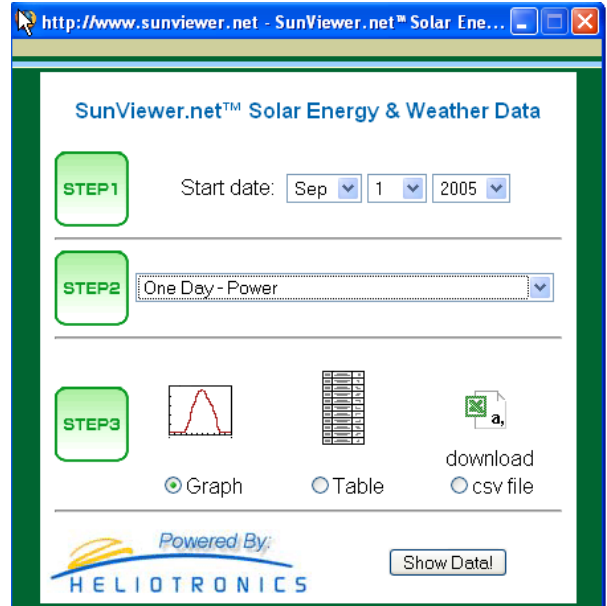 http://www.sunviewer.net - SunViewer.net™ Solar Ene...
SunViewer.net™ Solar Energy & Weather Data
STEP1
Start date: Sep 1 2005
STEP2
One Day - Power
STEP3
a,
download
Graph Table csv file
Powered By:
HELIOTRONICS
Show Data!